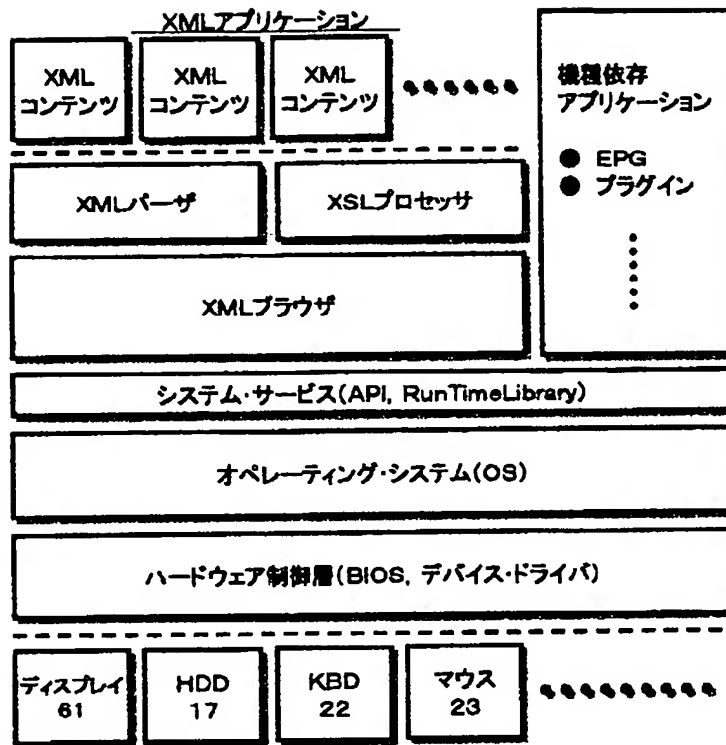 XMLアプリケーション
XML
コンテンツ
XML
コンテンツ
XML
コンテンツ
機種依存
アプリケーション
● EPG
● プラグイン
XMLパーザ
XSLプロセッサ
XMLブラウザ
システム・サービス(API, RunTimeLibrary)
オペレーティング・システム(OS)
ハードウェア制御層(BIOS, デバイス・ドライバ)
ディスプレイ
61
HDD
17
KBD
22
マウス
23